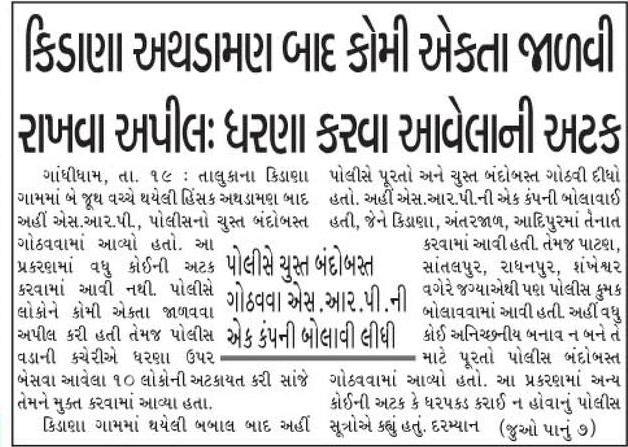 કિડાણા અથડામણ બાદ કોમી એકતા જાળવી
રાખવા અપીલઃ ધરણા કરવા આવેલાની અટક
ગાંધીધામ, તા. ૧૯ : તાલુકાના કિડાણા
ગામમાં બે જૂથ વચ્ચે થયેલી હિંસક અથડામણ બાદ
અહીં એસ.આર.પી., પોલીસનો ચુસ્ત બંદોબસ્ત
ગોઠવવામાં આવ્યો હતો. આ
પ્રકરણમાં વધુ કોઈની અટક
કરવામાં આવી નથી. પોલીસે
લોકોને કોમી એકતા જાળવવા
અપીલ કરી હતી તેમજ પોલીસ
વડાની કચેરીએ ધરણા ઉપર
બેસવા આવેલા ૧૦ લોકોની અટકાયત કરી સાંજે
તેમને મુક્ત કરવામાં આવ્યા હતા.
કિડાણા ગામમાં થયેલી બબાલ બાદ અહીં
પોલીસે ચુસ્ત બંદોબસ્ત
ગોઠવવા એસ.આર.પી.ની
એક કંપની બોલાવી લીધી
પોલીસે પૂરતો અને ચુસ્ત બંદોબસ્ત ગોઠવી દીધો
હતો. અહીં એસ.આર.પી.ની એક કંપની બોલાવાઈ
હતી, જેને કિડાણા, અંતરજાળ, આદિપુરમાં તૈનાત
કરવામાં આવી હતી. તેમજ પાટણ,
સાંતલપુર, રાધનપુર, શંખેશ્વર
વગેરે જગ્યાએથી પણ પોલીસ કુમક
બોલાવવામાં આવી હતી. અહીં વધુ
કોઈ અનિચ્છનીય બનાવ ન બને તે
માટે પૂરતો પોલીસ બંદોબસ્ત
ગોઠવવામાં આવ્યો હતો. આ પ્રકરણમાં અન્ય
કોઈની અટક કે ધરપકડ કરાઈ ન હોવાનું પોલીસ
સૂત્રોએ કહ્યું હતું. દરમ્યાન (જુઓ પાનું ૭)